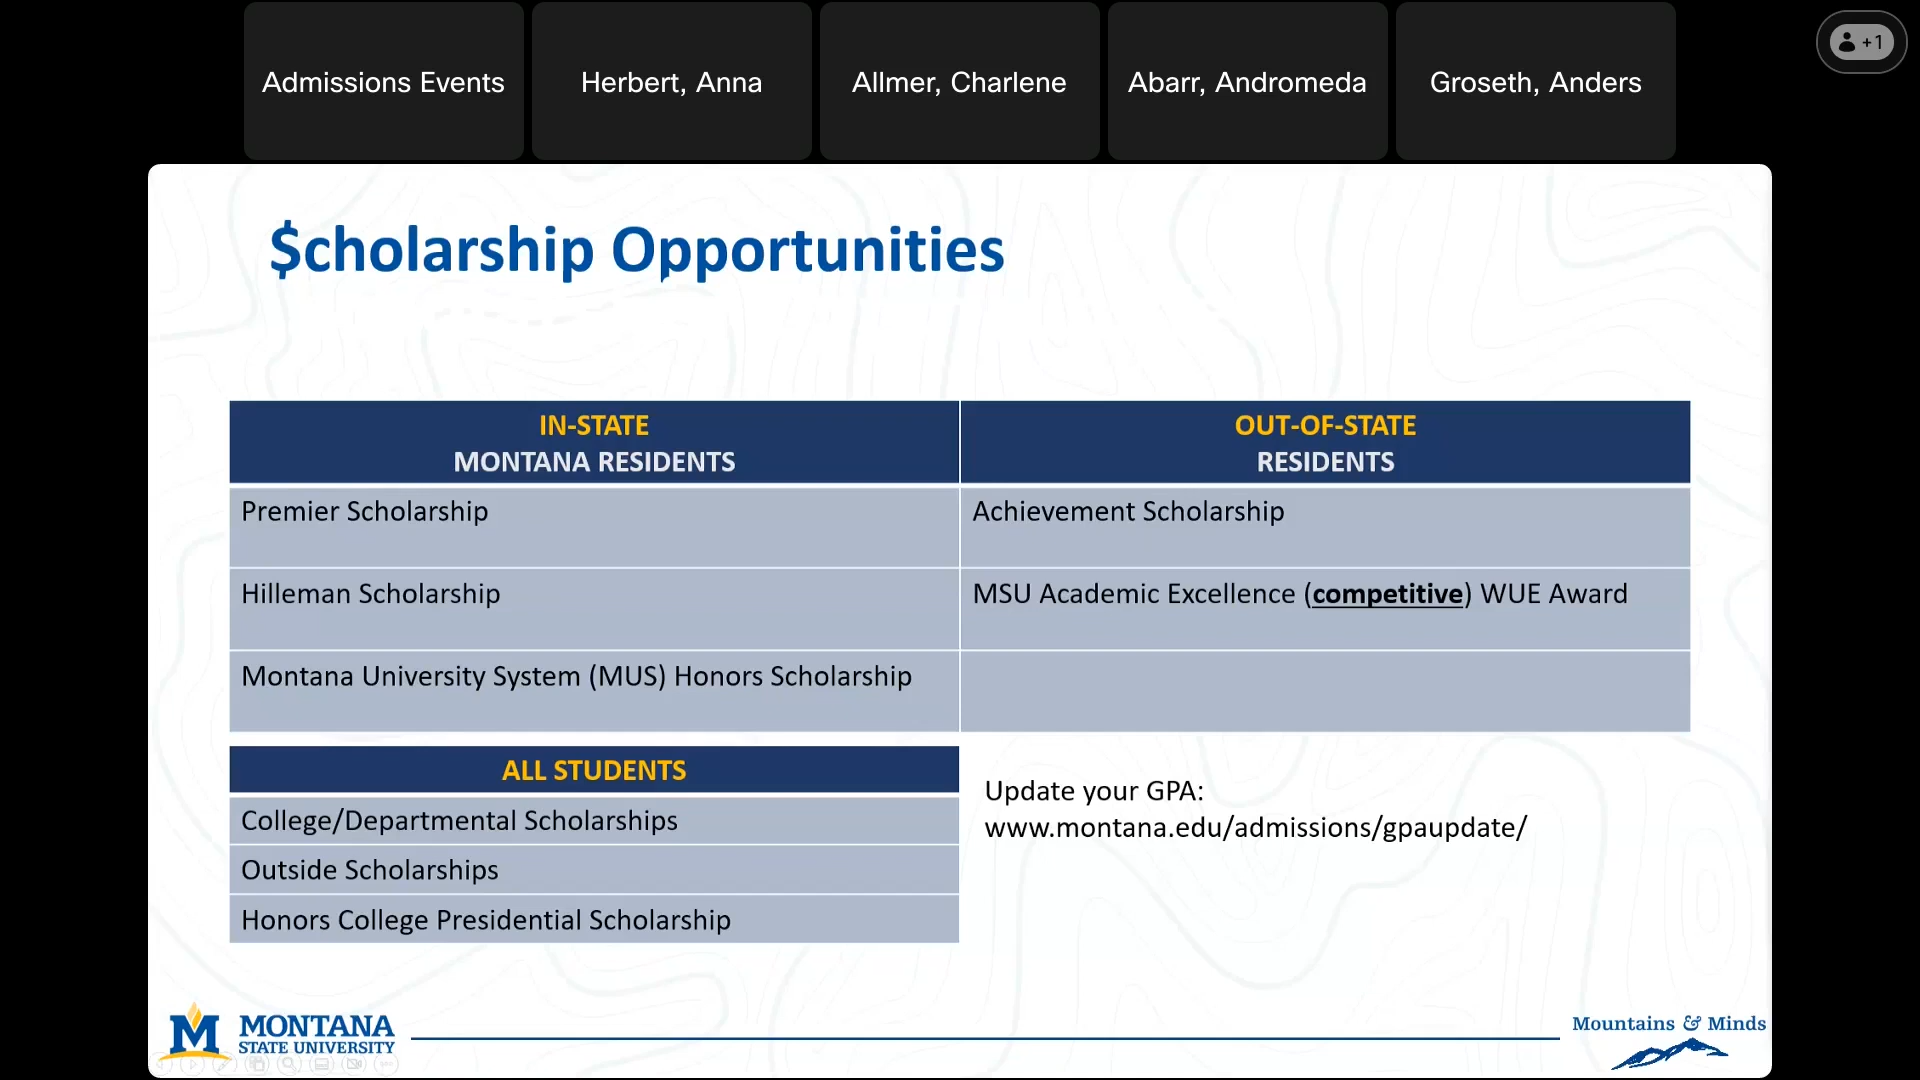 Admissions Events
Herbert, Anna
Allmer, Charlene
Abarr, Andromeda
Groseth, Anders
+1
$cholarship Opportunities
IN-STATE
MONTANA RESIDENTS
OUT-OF-STATE
RESIDENTS
Premier Scholarship
Achievement Scholarship
Hilleman Scholarship
MSU Academic Excellence (competitive) WUE Award
Montana University System (MUS) Honors Scholarship
ALL STUDENTS
College/Departmental Scholarships
Outside Scholarships
Honors College Presidential Scholarship
Update your GPA:
www.montana.edu/admissions/gpaupdate/
M
MONTANA
STATE UNIVERSITY
Mountains & Minds